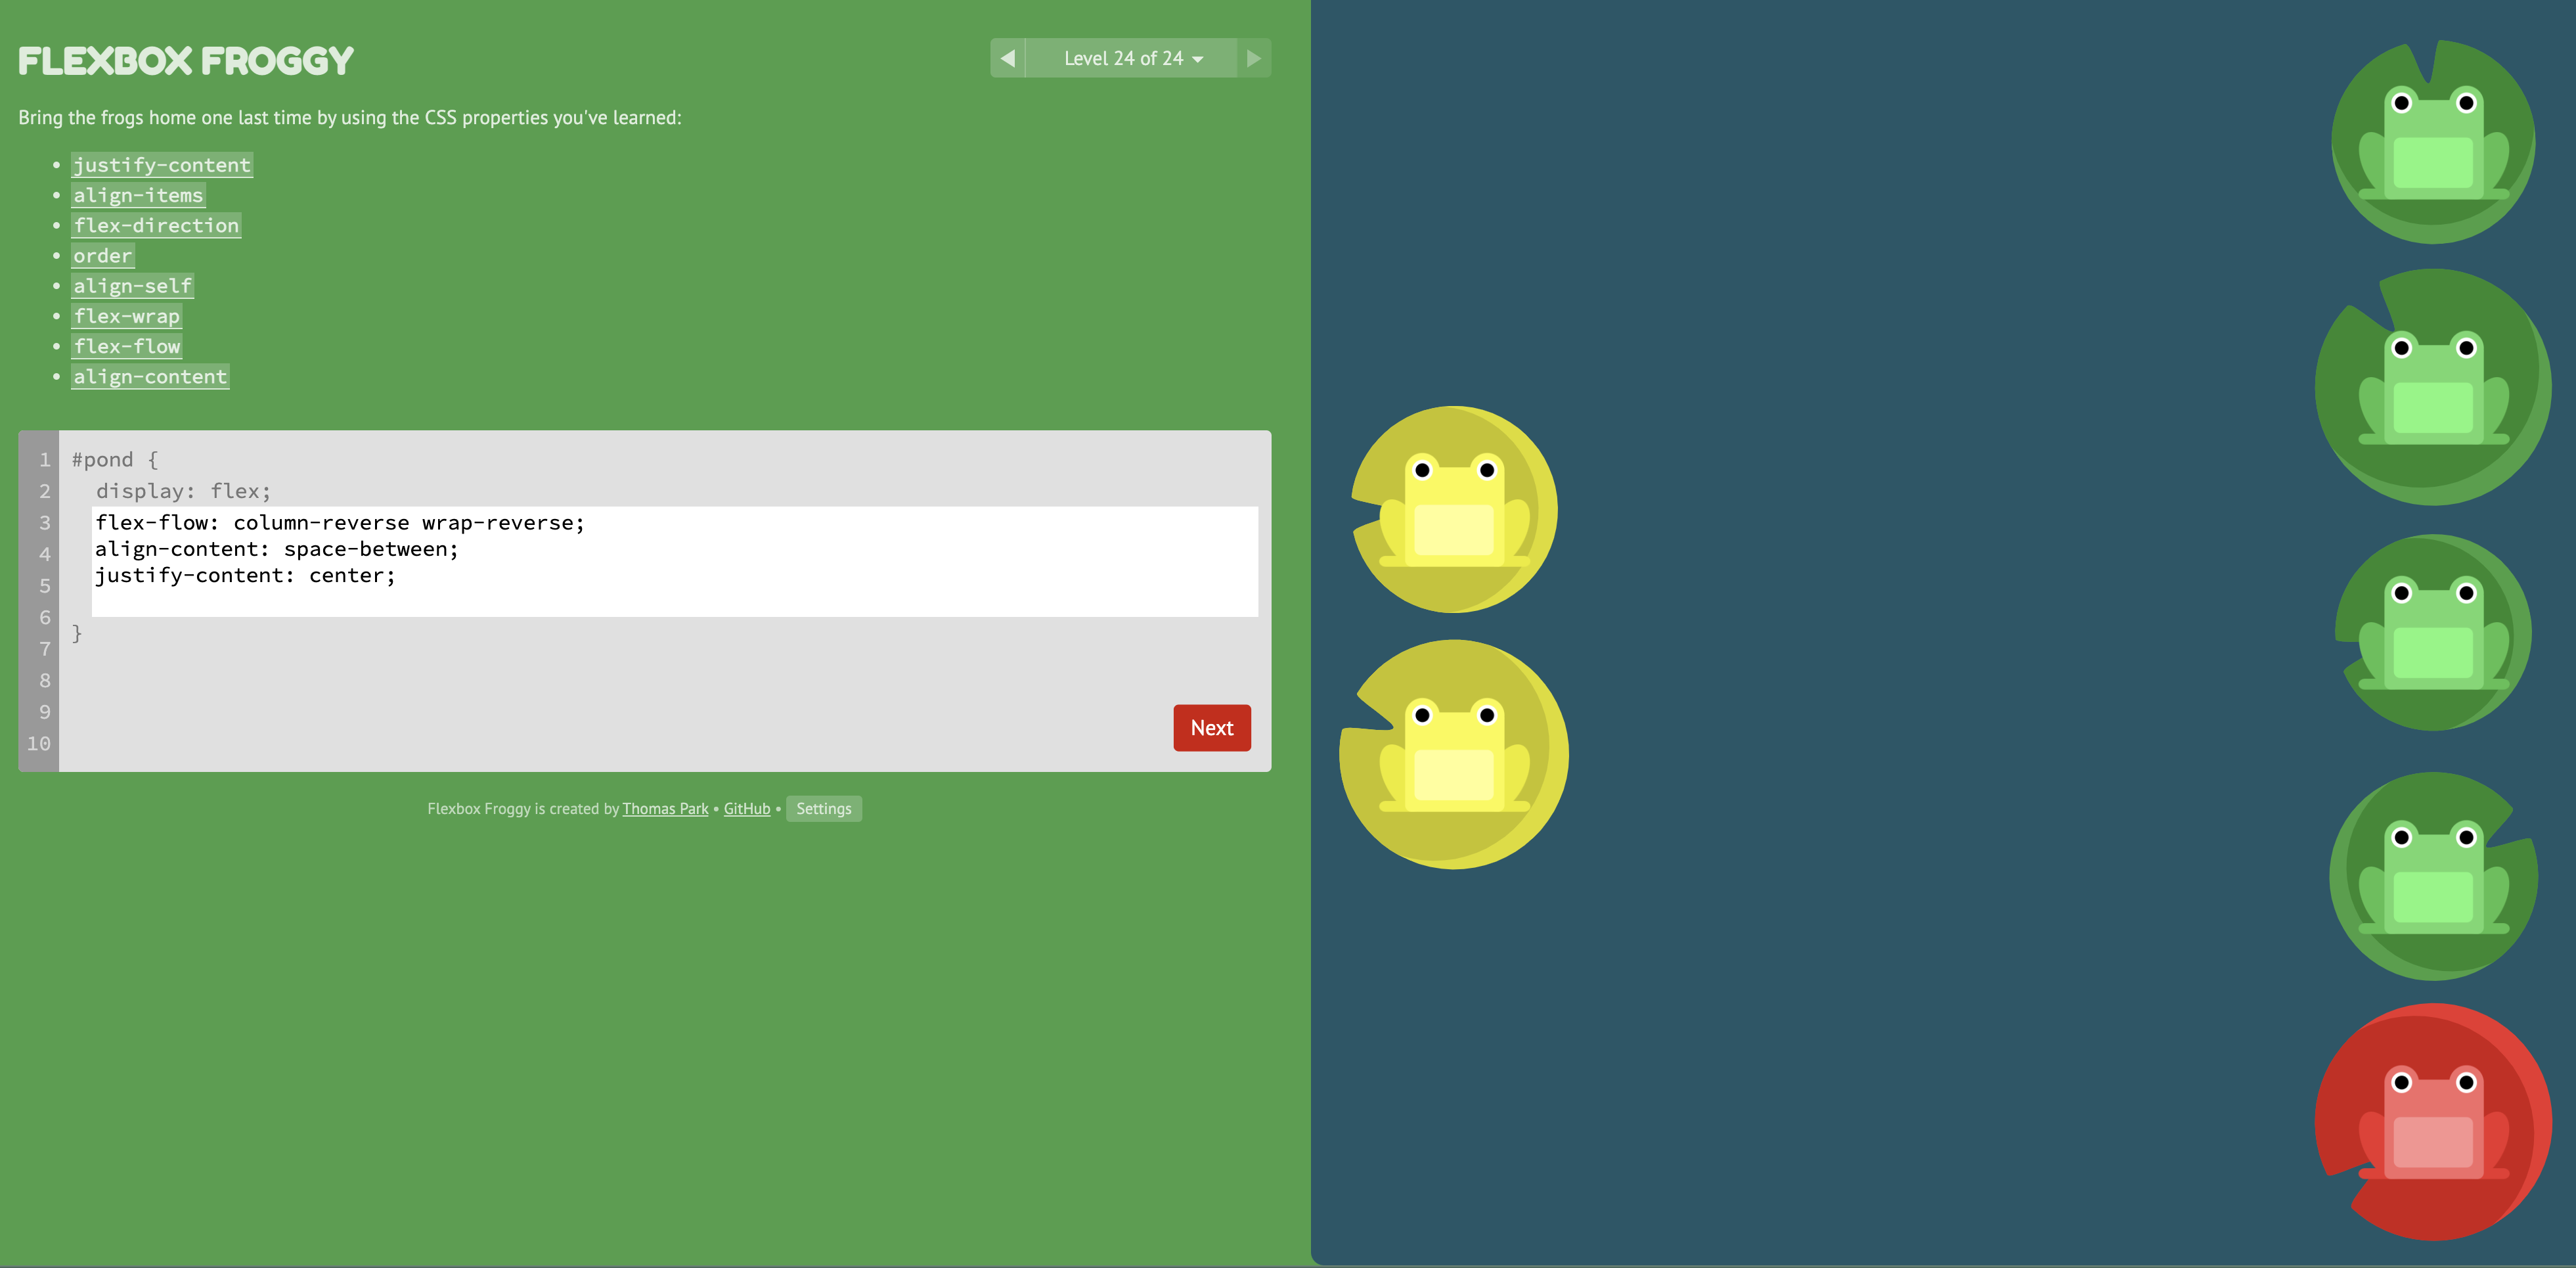 FLEXBOX FROGGY
◀ Level 24 of 24 ▶
Bring the frogs home one last time by using the CSS properties you've learned:
• justify-content
• align-items
• flex-direction
• order
• align-self
• flex-wrap
• flex-flow
• align-content
1 #pond {
2 display: flex;
3 flex-flow: column-reverse wrap-reverse;
4 align-content: space-between;
5 justify-content: center;
6
}
7
8
9
Next
10
Flexbox Froggy is created by Thomas Park • GitHub • Settings